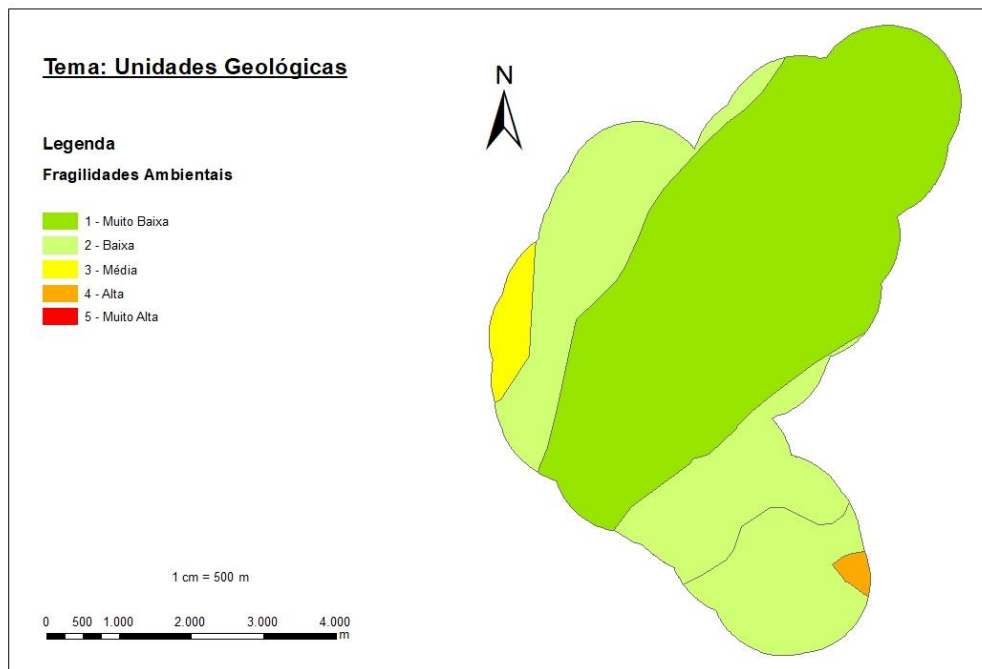 Tema: Unidades Geológicas
N
Legenda
Fragilidades Ambientais
1 - Muito Baixa
2 - Baixa
3 - Média
4 - Alta
5 - Muito Alta
1 cm = 500 m
0 500 1.000 2.000 3.000 4.000
m